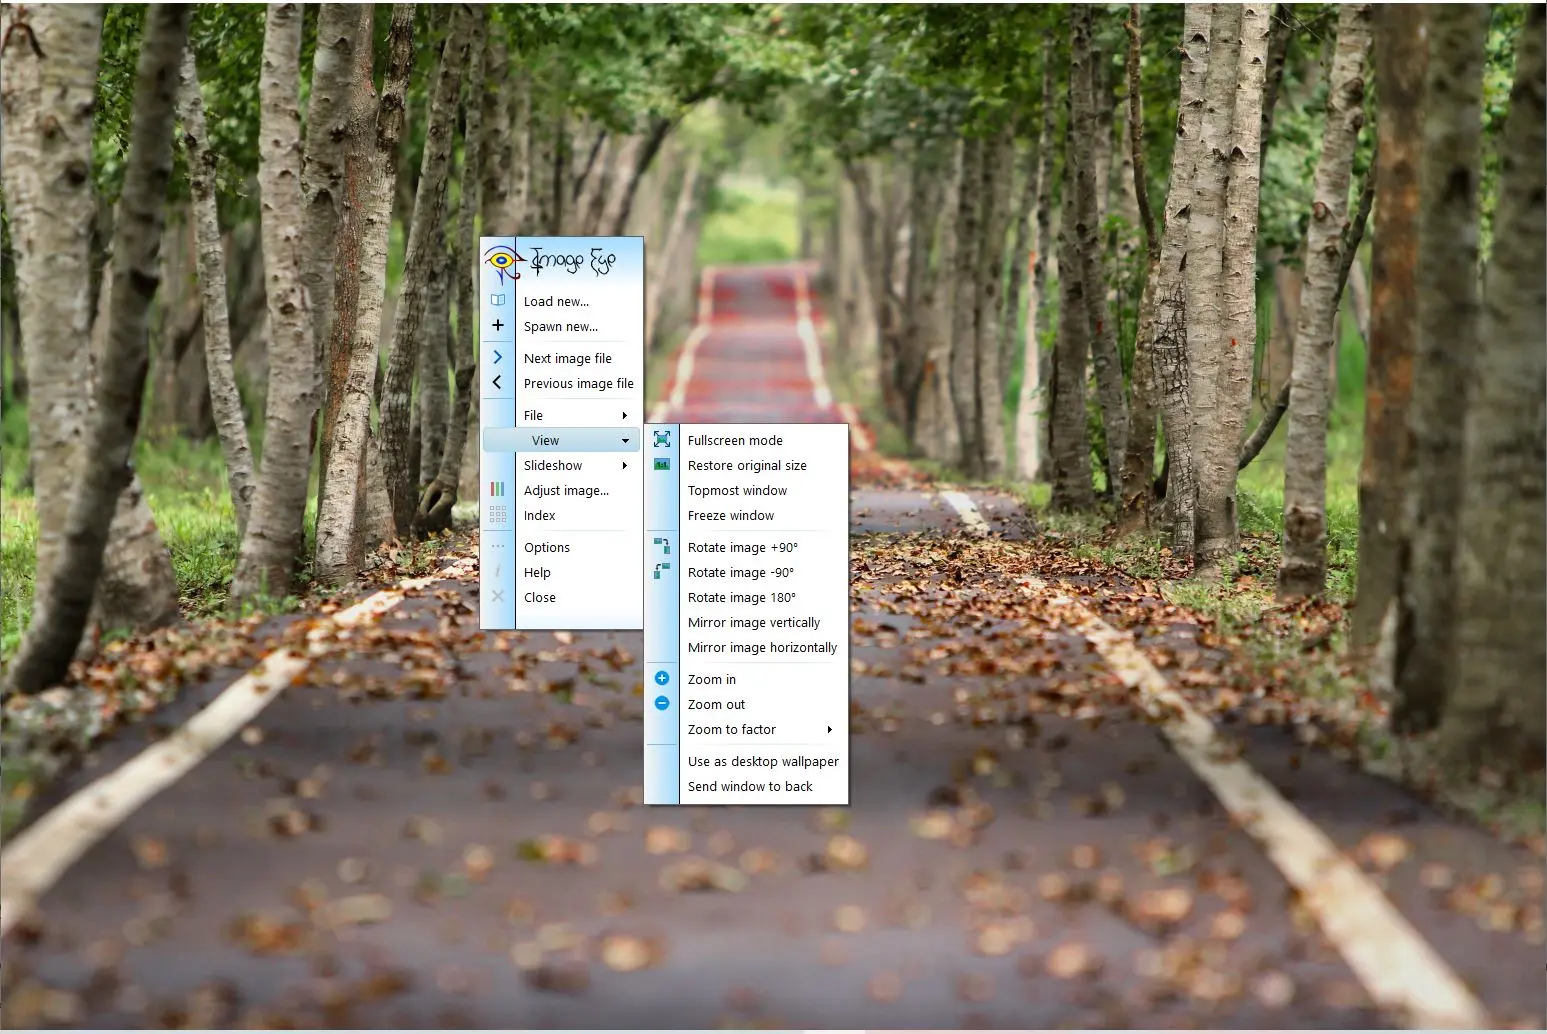 Image Eye
Load new...
Spawn new...
Next image file
Previous image file
File
View
Slideshow
Adjust image...
Index
Options
Help
Close
Fullscreen mode
Restore original size
Topmost window
Freeze window
Rotate image +90°
Rotate image -90°
Rotate image 180°
Mirror image vertically
Mirror image horizontally
Zoom in
Zoom out
Zoom to factor
Use as desktop wallpaper
Send window to back